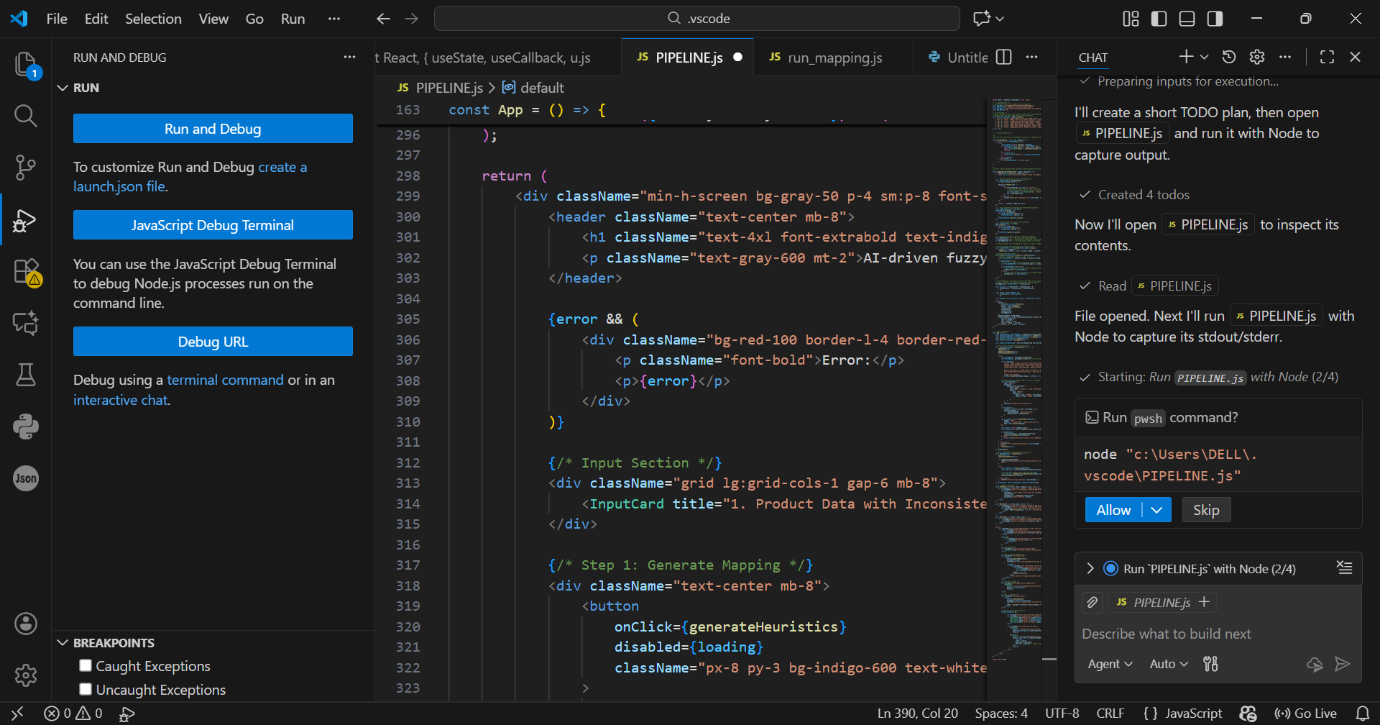 File Edit Selection View Go Run ···
.vscode
RUN AND DEBUG ···
RUN
Run and Debug
To customize Run and Debug create a
launch.json file.
JavaScript Debug Terminal
You can use the JavaScript Debug Terminal
to debug Node.js processes run on the
command line.
Debug URL
Debug using a terminal command or in an
interactive chat.
BREAKPOINTS
Caught Exceptions
Uncaught Exceptions
1
Json
t React, { useState, useCallback, u.js
JS PIPELINE.js ●
JS run_mapping.js
Untitle
···
JS PIPELINE.js > default
163 const App = () => {
296 );
297
298 return (
299 <div className="min-h-screen bg-gray-50 p-4 sm:p-8 font-s
300 <header className="text-center mb-8">
301 <h1 className="text-4xl font-extrabold text-indig
302 <p className="text-gray-600 mt-2">AI-driven fuzzy
303 </header>
304
305 {error && (
306 <div className="bg-red-100 border-l-4 border-red-
307 <p className="font-bold">Error:</p>
308 <p>{error}</p>
309 </div>
310 )}
311
312 {/* Input Section */}
313 <div className="grid lg:grid-cols-1 gap-6 mb-8">
314 <InputCard title="1. Product Data with Inconsiste
315 </div>
316
317 {/* Step 1: Generate Mapping */}
318 <div className="text-center mb-8">
319 <button
320 onClick={generateHeuristics}
321 disabled={loading}
322 className="px-8 py-3 bg-indigo-600 text-white
323 >
CHAT
Preparing inputs for execution...
I'll create a short TODO plan, then open
JS PIPELINE.js and run it with Node to
capture output.
Created 4 todos
Now I'll open JS PIPELINE.js to inspect its
contents.
Read JS PIPELINE.js
File opened. Next I'll run JS PIPELINE.js with
Node to capture its stdout/stderr.
Starting: Run PIPELINE.js with Node (2/4)
Run pwsh command?
node "c:\Users\DELL\.
vscode\PIPELINE.js"
Allow Skip
Run `PIPELINE.js` with Node (2/4)
JS PIPELINE.js +
Describe what to build next
Agent Auto
0 0
Ln 390, Col 20 Spaces: 4 UTF-8 CRLF { } JavaScript Go Live